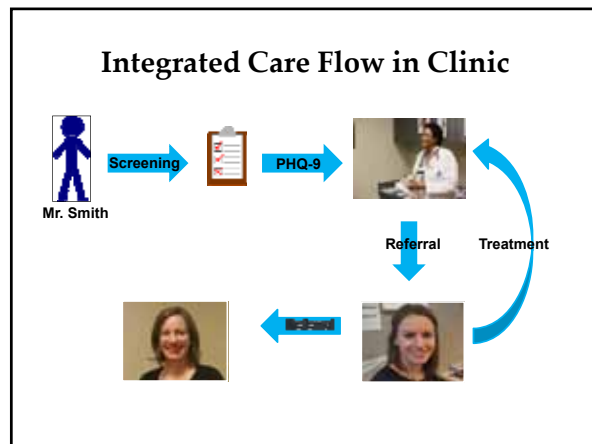 Integrated Care Flow in Clinic
Screening
PHQ-9
Mr. Smith
Referral
Treatment